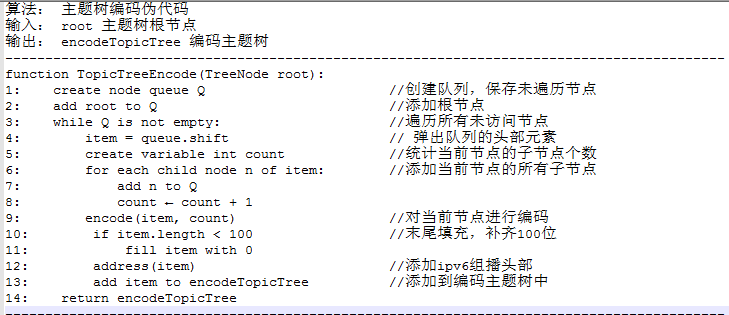 算法： 主题树编码伪代码
输入： root 主题树根节点
输出： encodeTopicTree 编码主题树
------------------------------------------------------------------------------------------
function TopicTreeEncode(TreeNode root):
1:    create node queue Q                       //创建队列，保存未遍历节点
2:    add root to Q                             //添加根节点
3:    while Q is not empty:                     //遍历所有未访问节点
4:        item = queue.shift                    // 弹出队列的头部元素
5:        create variable int count             //统计当前节点的子节点个数
6:        for each child node n of item:        //添加当前节点的所有子节点
7:            add n to Q
8:            count ← count + 1
9:        encode(item, count)                   //对当前节点进行编码
10:        if item.length < 100                 //末尾填充，补齐100位
11:            fill item with 0
12:        address(item)                        //添加ipv6组播头部
13:        add item to encodeTopicTree          //添加到编码主题树中
14:    return encodeTopicTree
------------------------------------------------------------------------------------------